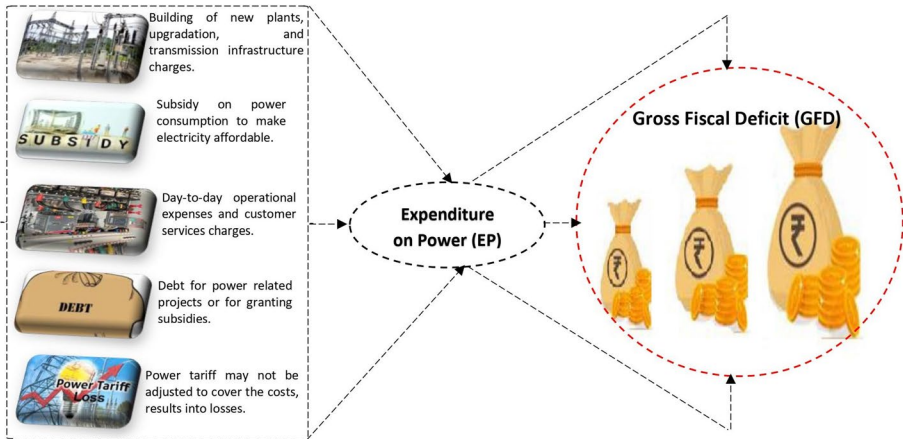 Building of new plants,
upgradation, and
transmission infrastructure
charges.
SUBSIDY
Subsidy on power
consumption to make
electricity affordable.
Day-to-day operational
expenses and customer
services charges.
DEBT
Debt for power related
projects or for granting
subsidies.
Power Tariff
Loss
Power tariff may not be
adjusted to cover the costs,
results into losses.
Expenditure
on Power (EP)
Gross Fiscal Deficit (GFD)
₹
₹
₹